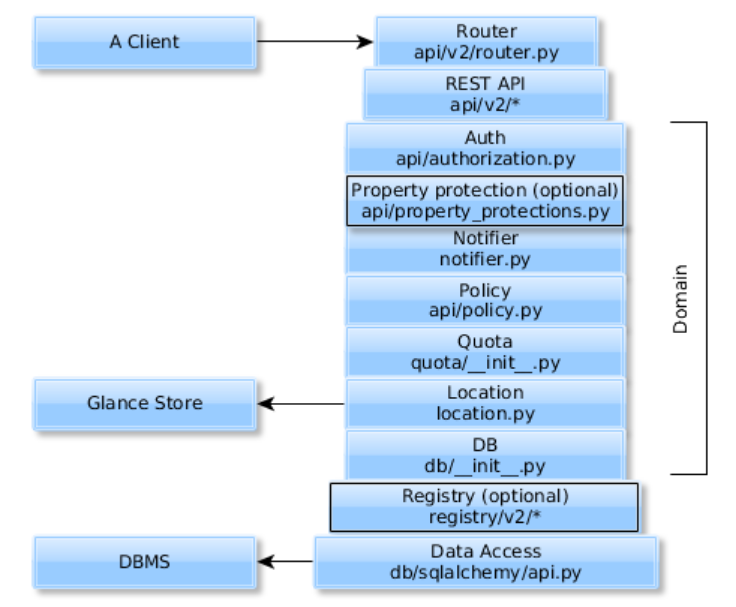 A Client
Router
api/v2/router.py
REST API
api/v2/*
Auth
api/authorization.py
Property protection (optional)
api/property_protections.py
Notifier
notifier.py
Policy
api/policy.py
Quota
quota/__init__.py
Glance Store
Location
location.py
DB
db/__init__.py
Domain
Registry (optional)
registry/v2/*
DBMS
Data Access
db/sqlalchemy/api.py